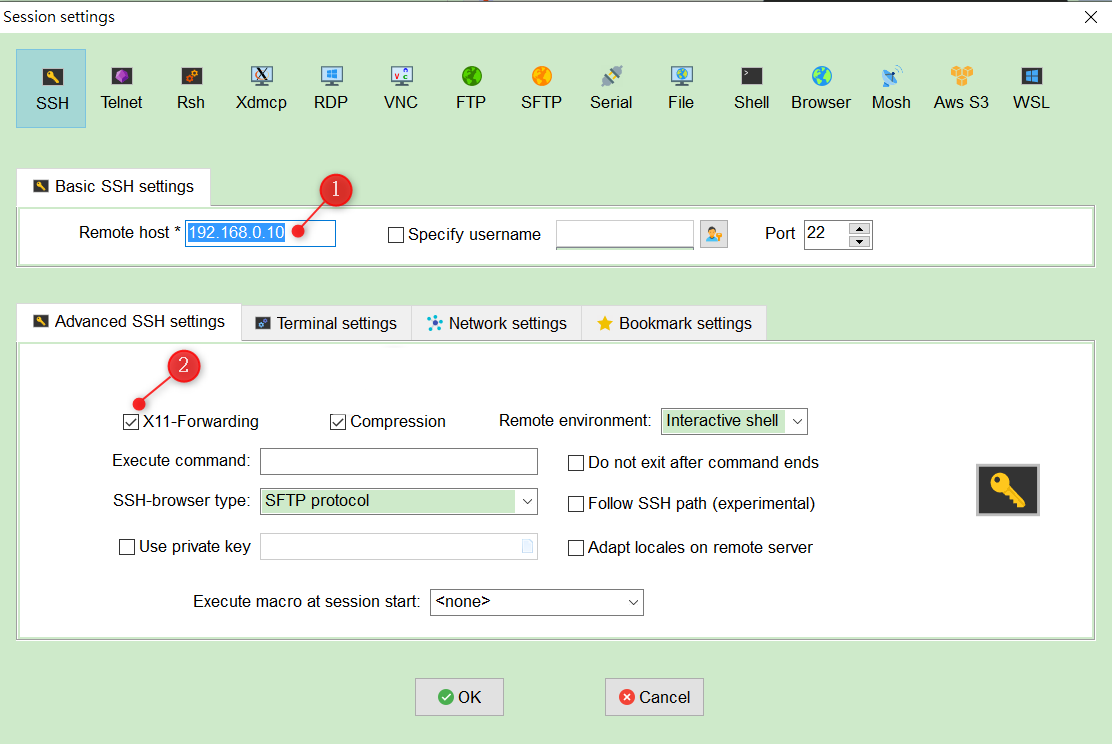 Session settings
SSH Telnet Rsh Xdmcp RDP VNC FTP SFTP Serial File Shell Browser Mosh Aws S3 WSL
Basic SSH settings
1
Remote host * 192.168.0.10 Specify username Port 22
Advanced SSH settings Terminal settings Network settings Bookmark settings
2
X11-Forwarding Compression Remote environment: Interactive shell
Execute command: Do not exit after command ends
SSH-browser type: SFTP protocol Follow SSH path (experimental)
Use private key Adapt locales on remote server
Execute macro at session start: <none>
OK Cancel